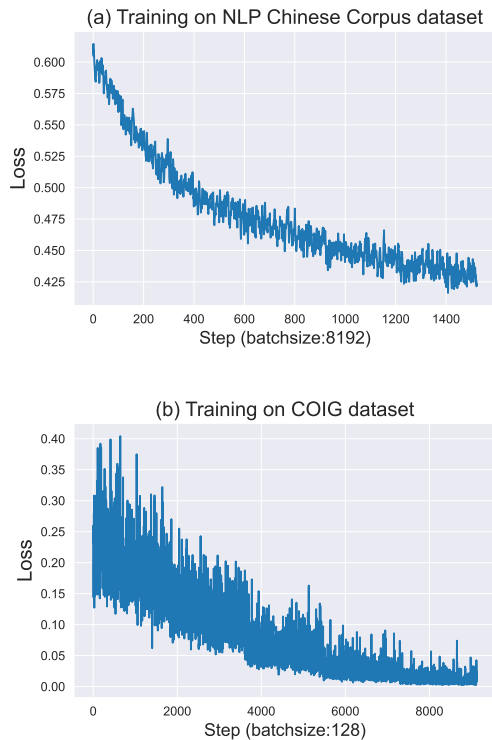 (a) Training on NLP Chinese Corpus dataset
0.600
0.575
0.550
0.525
0.500
0.475
0.450
0.425
Loss
0 200 400 600 800 1000 1200 1400
Step (batchsize:8192)
(b) Training on COIG dataset
0.40
0.35
0.30
0.25
0.20
0.15
0.10
0.05
0.00
Loss
0 2000 4000 6000 8000
Step (batchsize:128)